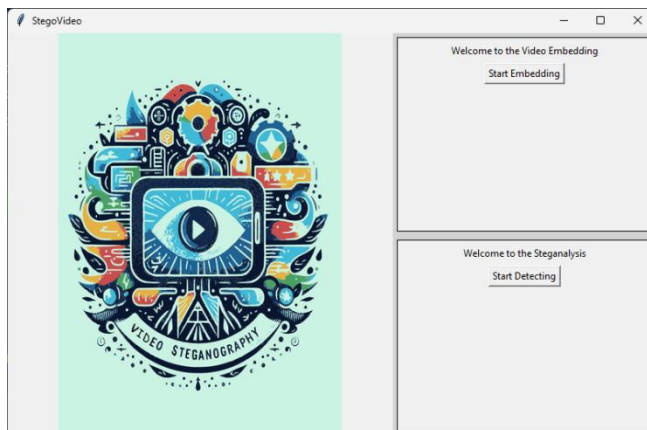 StegoVideo
VIDEO STEGANOGRAPHY
Welcome to the Video Embedding
Start Embedding
Welcome to the Steganalysis
Start Detecting